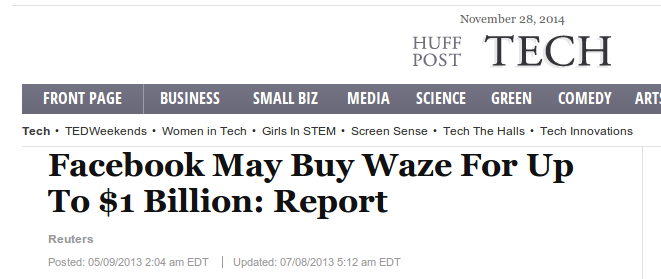 November 28, 2014
HUFF POST TECH
FRONT PAGE BUSINESS SMALL BIZ MEDIA SCIENCE GREEN COMEDY ARTS
Tech • TEDWeekends • Women in Tech • Girls In STEM • Screen Sense • Tech The Halls • Tech Innovations
Facebook May Buy Waze For Up
To $1 Billion: Report
Reuters
Posted: 05/09/2013 2:04 am EDT | Updated: 07/08/2013 5:12 am EDT